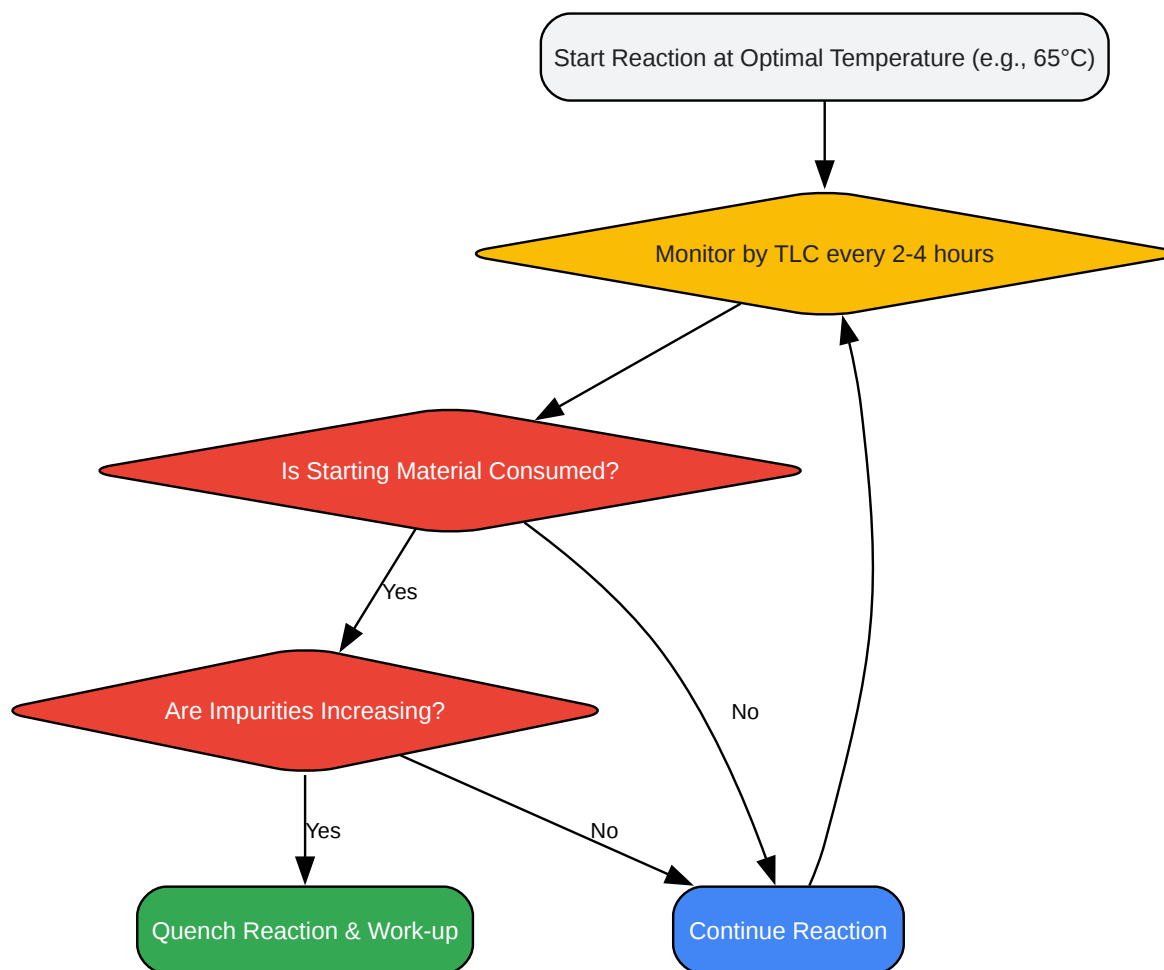 Start Reaction at Optimal Temperature (e.g., 65°C)
Monitor by TLC every 2-4 hours
Is Starting Material Consumed?
Yes
No
Are Impurities Increasing?
Yes
No
Quench Reaction & Work-up
Continue Reaction